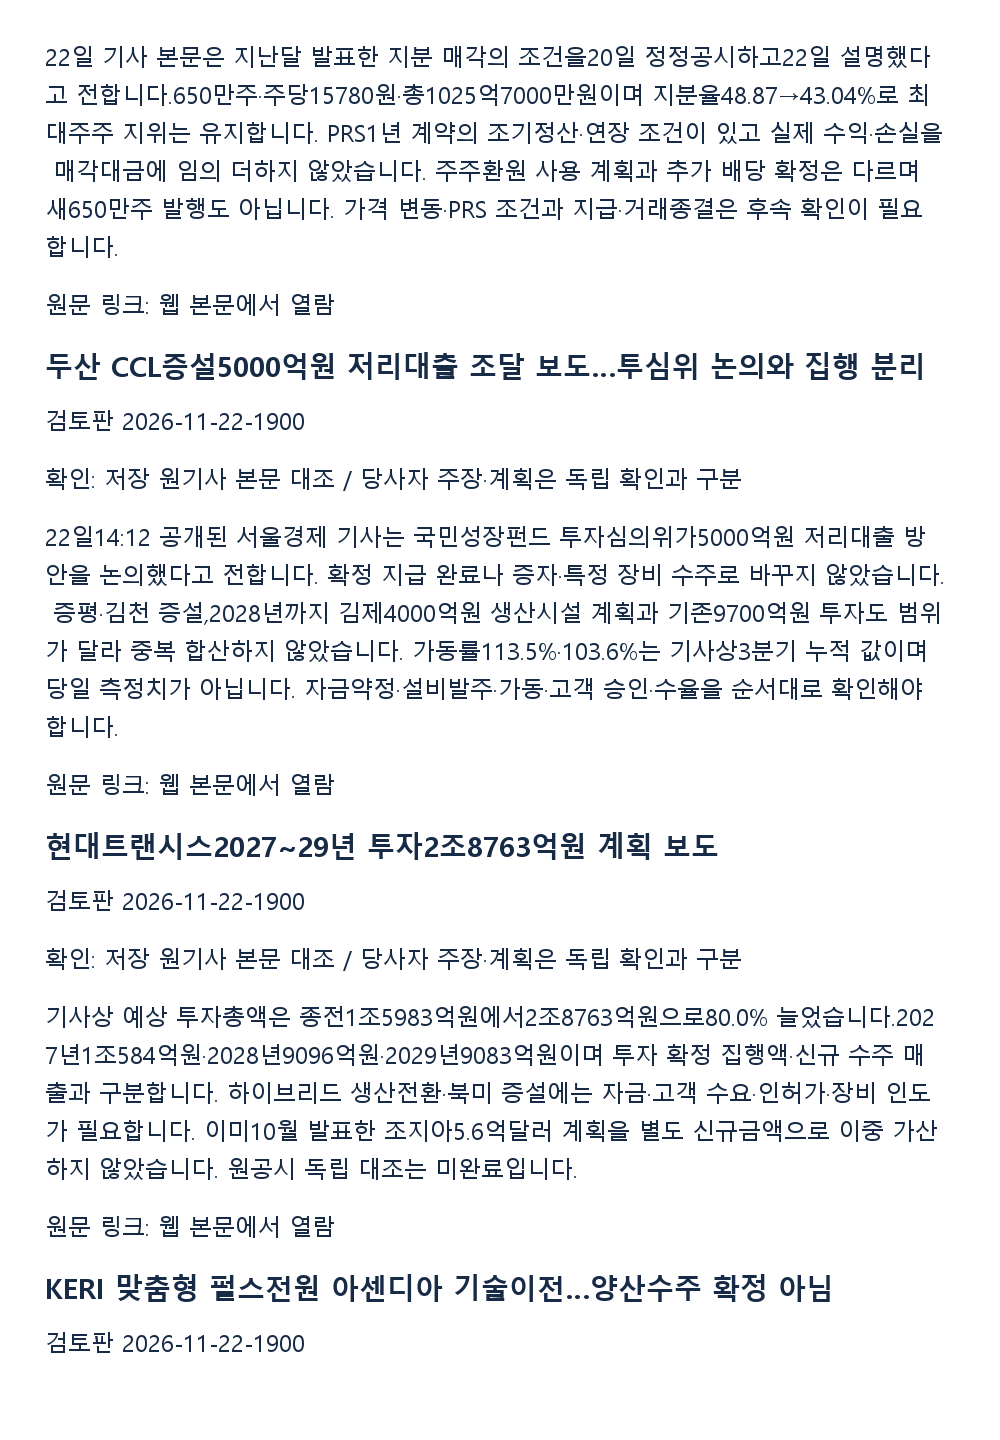 22일 기사 본문은 지난달 발표한 지분 매각의 조건을20일 정정공시하고22일 설명했다
고 전합니다.650만주·주당15780원·총1025억7000만원이며 지분율48.87→43.04%로 최
대주주 지위는 유지합니다. PRS1년 계약의 조기정산·연장 조건이 있고 실제 수익·손실을
매각대금에 임의 더하지 않았습니다. 주주환원 사용 계획과 추가 배당 확정은 다르며
새650만주 발행도 아닙니다. 가격 변동·PRS 조건과 지급·거래종결은 후속 확인이 필요
합니다.
원문 링크: 웹 본문에서 열람
두산 CCL증설5000억원 저리대출 조달 보도...투심위 논의와 집행 분리
검토판 2026-11-22-1900
확인: 저장 원기사 본문 대조 / 당사자 주장·계획은 독립 확인과 구분
22일14:12 공개된 서울경제 기사는 국민성장펀드 투자심의위가5000억원 저리대출 방
안을 논의했다고 전합니다. 확정 지급 완료나 증자·특정 장비 수주로 바꾸지 않았습니다.
증평·김천 증설,2028년까지 김제4000억원 생산시설 계획과 기존9700억원 투자도 범위
가 달라 중복 합산하지 않았습니다. 가동률113.5%·103.6%는 기사상3분기 누적 값이며
당일 측정치가 아닙니다. 자금약정·설비발주·가동·고객 승인·수율을 순서대로 확인해야
합니다.
원문 링크: 웹 본문에서 열람
현대트랜시스2027~29년 투자2조8763억원 계획 보도
검토판 2026-11-22-1900
확인: 저장 원기사 본문 대조 / 당사자 주장·계획은 독립 확인과 구분
기사상 예상 투자총액은 종전1조5983억원에서2조8763억원으로80.0% 늘었습니다.202
7년1조584억원·2028년9096억원·2029년9083억원이며 투자 확정 집행액·신규 수주 매
출과 구분합니다. 하이브리드 생산전환·북미 증설에는 자금·고객 수요·인허가·장비 인도
가 필요합니다. 이미10월 발표한 조지아5.6억달러 계획을 별도 신규금액으로 이중 가산
하지 않았습니다. 원공시 독립 대조는 미완료입니다.
원문 링크: 웹 본문에서 열람
KERI 맞춤형 펄스전원 아센디아 기술이전...양산수주 확정 아님
검토판 2026-11-22-1900